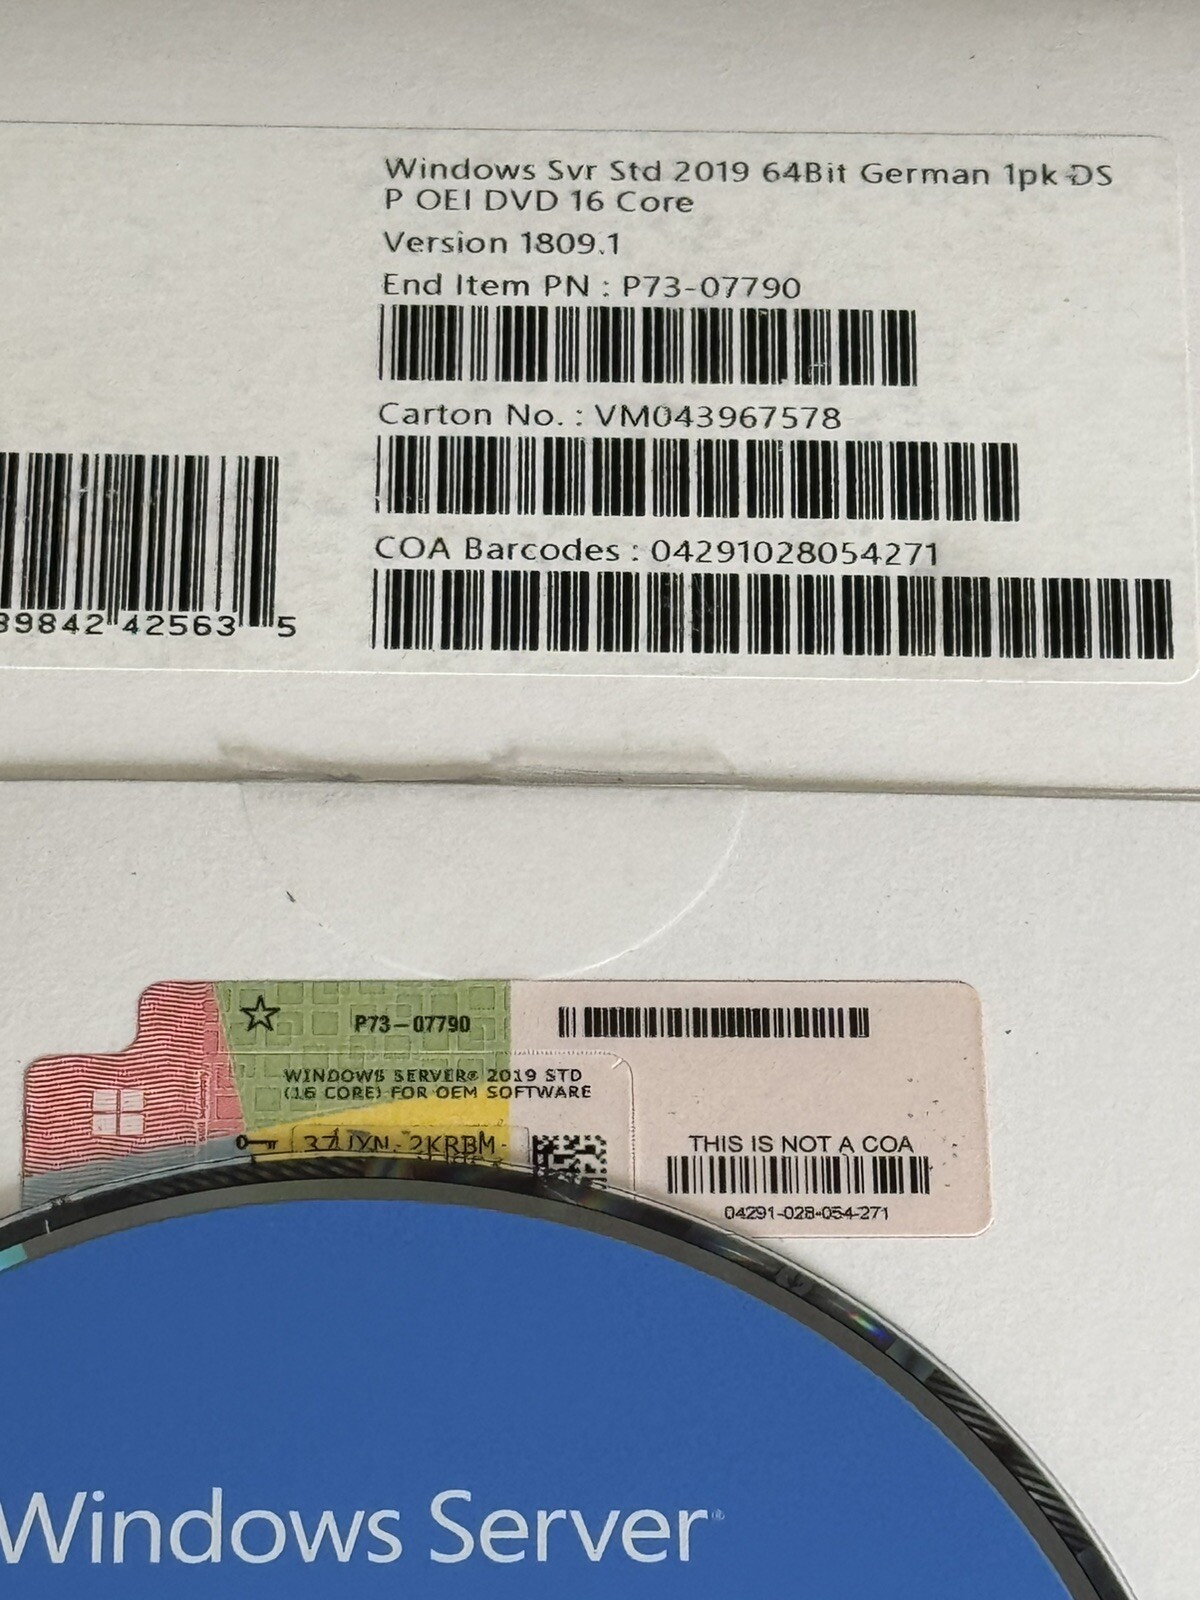 Windows Svr Std 2019 64Bit German 1pk DS
P OEI DVD 16 Core
Version 1809.1
End Item PN : P73-07790
Carton No. : VM043967578
COA Barcodes : 04291028054271
89842 42563 5
P73-07790
WINDOWS SERVER® 2019 STD
(16 CORE) FOR OEM SOFTWARE
THIS IS NOT A COA
04291-028-054-271
Windows Server®